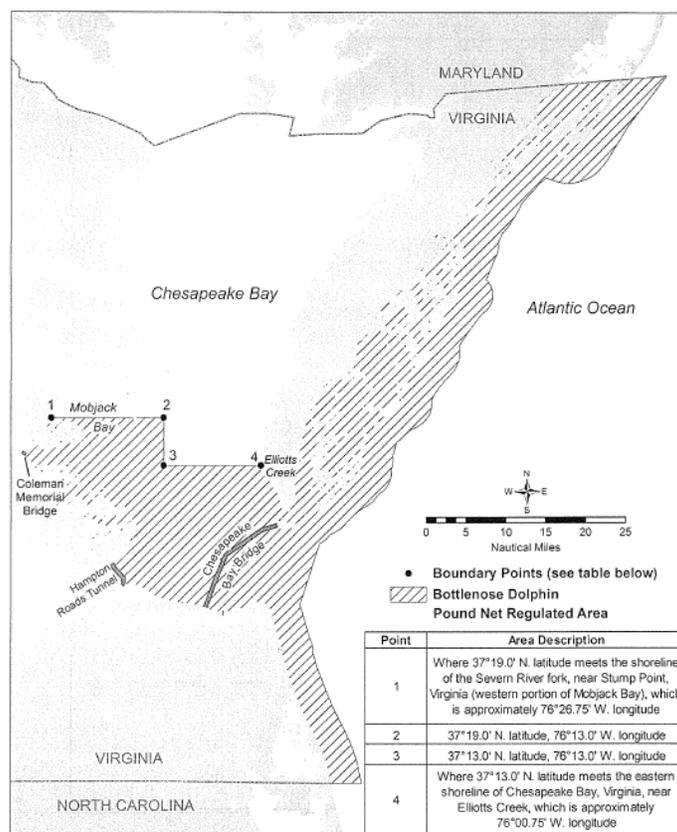 MARYLAND
VIRGINIA
Chesapeake Bay
Atlantic Ocean
1
Mobjack
Bay
2
3
4
Elliotts
Creek
Coleman
Memorial
Bridge
Chesapeake
Bay Bridge
Hampton
Roads Tunnel
N
W
E
S
0
5
10
15
20
25
Nautical Miles
Boundary Points (see table below)
Bottlenose Dolphin
Pound Net Regulated Area
Point
Area Description
1
Where 37°19.0' N. latitude meets the shoreline
of the Severn River fork, near Stump Point,
Virginia (western portion of Mobjack Bay), which
is approximately 76°26.75' W. longitude
2
37°19.0' N. latitude, 76°13.0' W. longitude
3
37°13.0' N. latitude, 76°13.0' W. longitude
4
Where 37°13.0' N. latitude meets the eastern
shoreline of Chesapeake Bay, Virginia, near
Elliotts Creek, which is approximately
76°00.75' W. longitude
VIRGINIA
NORTH CAROLINA